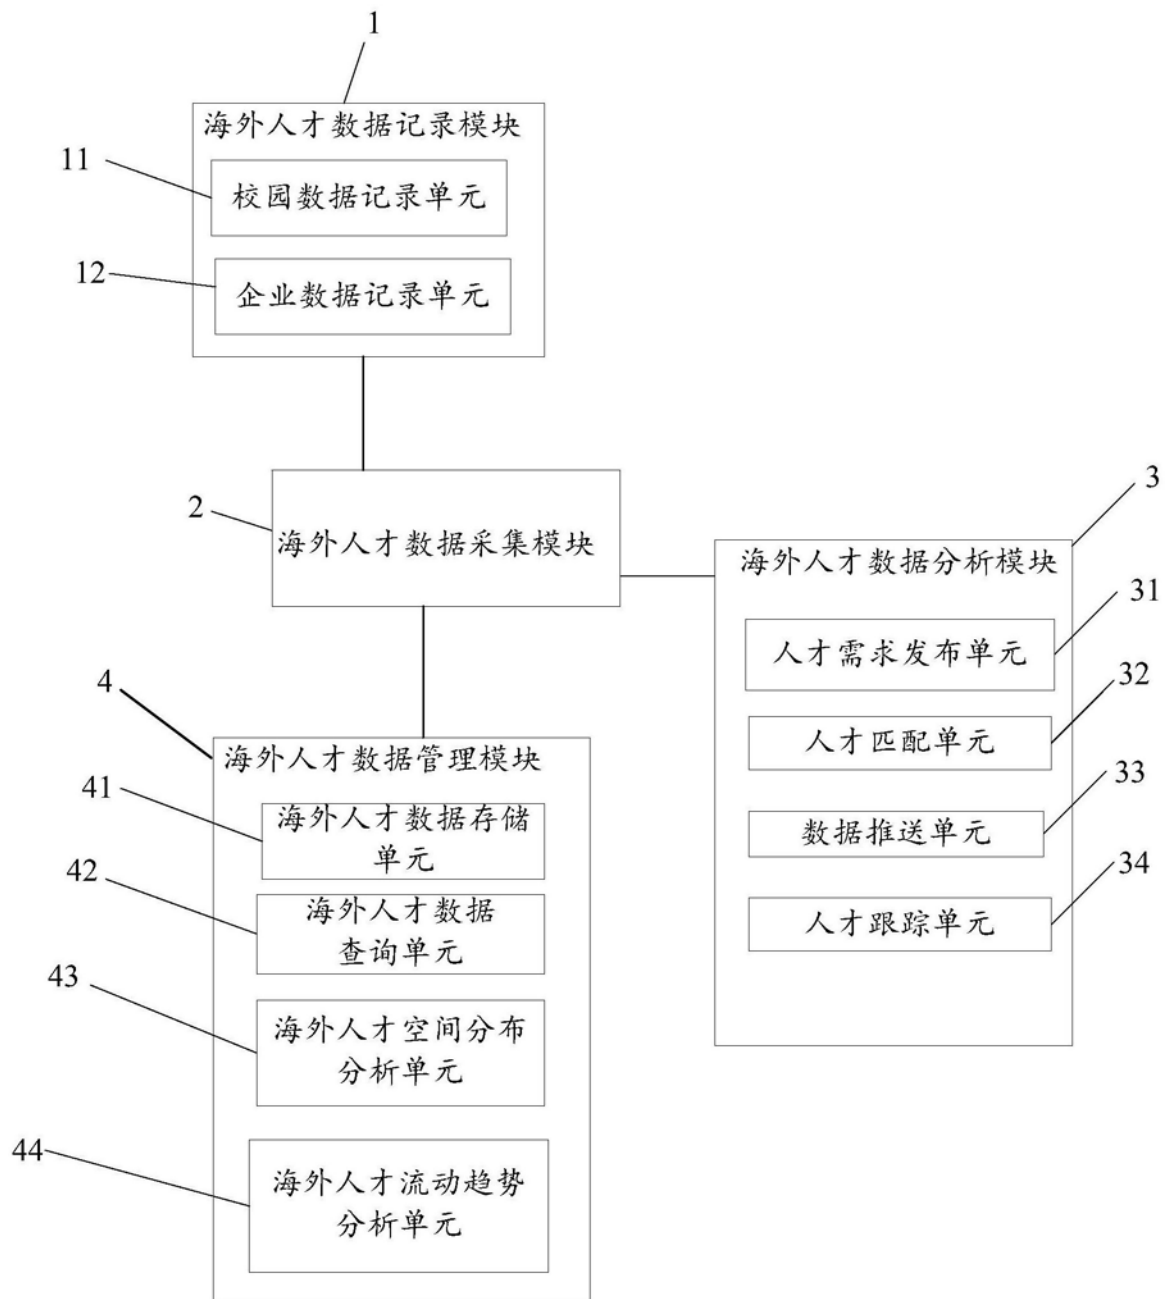 1
海外人才数据记录模块
11
校园数据记录单元
12
企业数据记录单元
2
海外人才数据采集模块
3
海外人才数据分析模块
31
人才需求发布单元
32
人才匹配单元
33
数据推送单元
34
人才跟踪单元
4
海外人才数据管理模块
41
海外人才数据存储
单元
42
海外人才数据
查询单元
43
海外人才空间分布
分析单元
44
海外人才流动趋势
分析单元